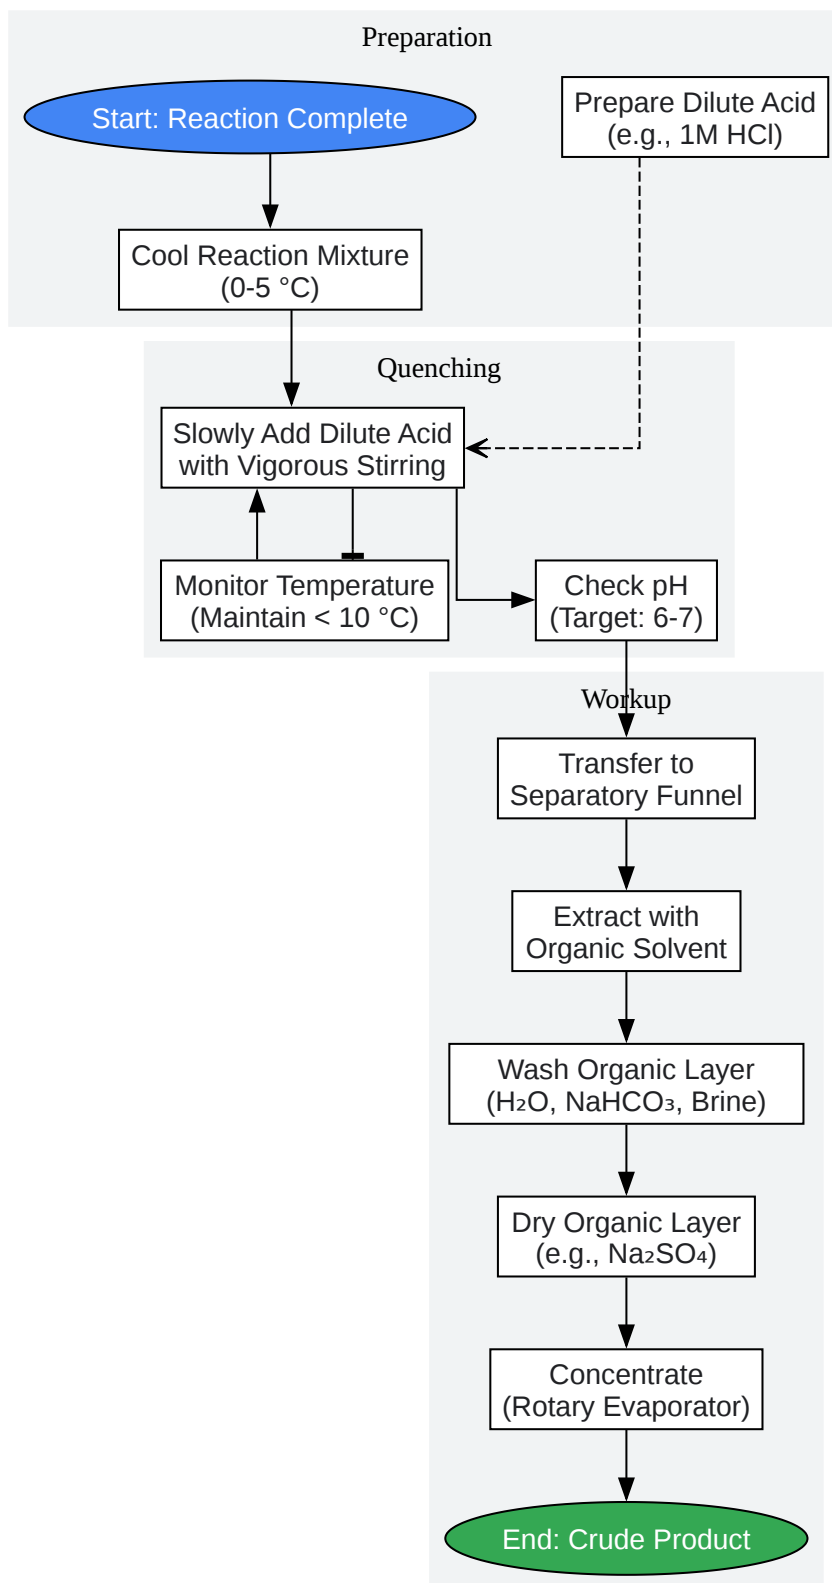 Preparation
Start: Reaction Complete
Prepare Dilute Acid
(e.g., 1M HCl)
Cool Reaction Mixture
(0-5 °C)
Quenching
Slowly Add Dilute Acid
with Vigorous Stirring
Monitor Temperature
(Maintain < 10 °C)
Check pH
(Target: 6-7)
Workup
Transfer to
Separatory Funnel
Extract with
Organic Solvent
Wash Organic Layer
(H₂O, NaHCO₃, Brine)
Dry Organic Layer
(e.g., Na₂SO₄)
Concentrate
(Rotary Evaporator)
End: Crude Product